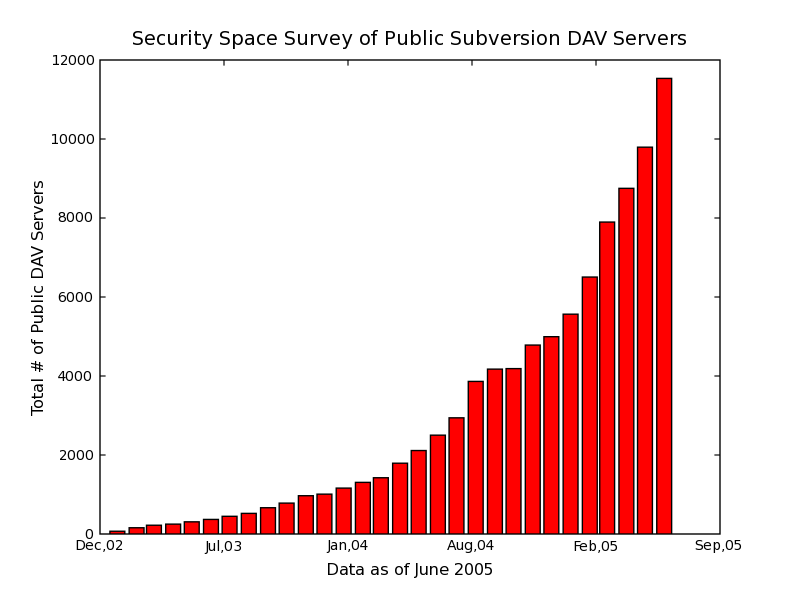 Security Space Survey of Public Subversion DAV Servers
12000
10000
8000
6000
4000
2000
0
Total # of Public DAV Servers
Dec,02 Jul,03 Jan,04 Aug,04 Feb,05 Sep,05
Data as of June 2005